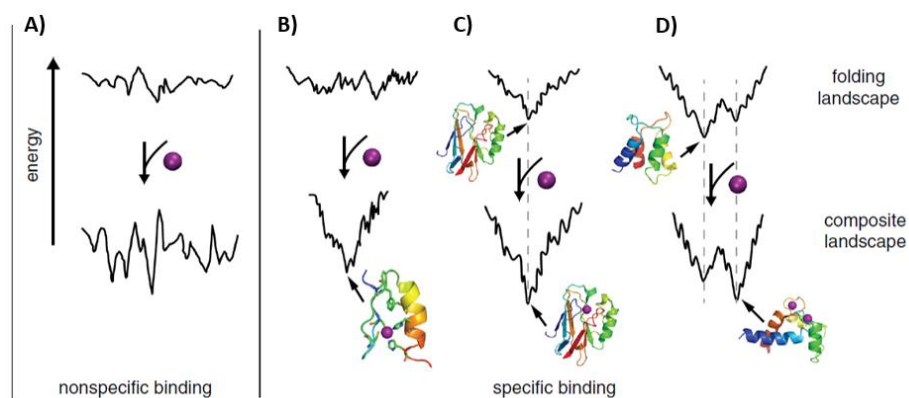 A)
B)
C)
D)
energy
folding
landscape
composite
landscape
nonspecific binding
specific binding